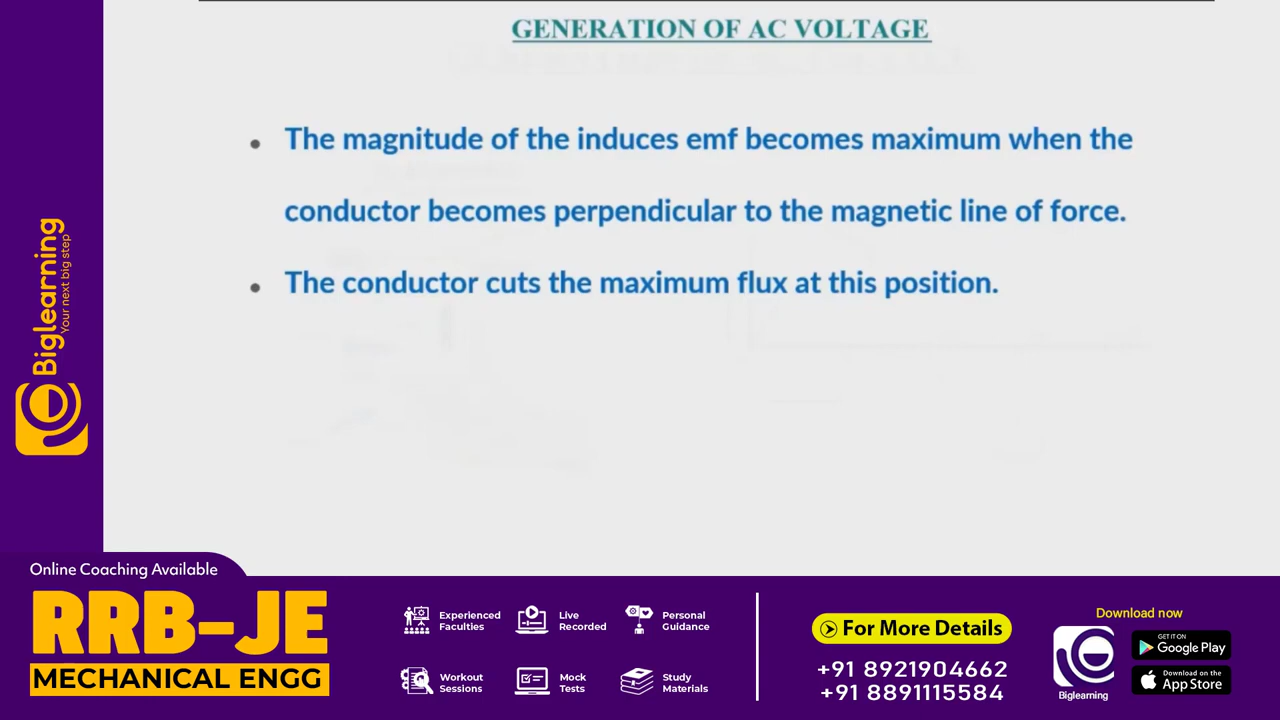 GENERATION OF AC VOLTAGE
The magnitude of the induces emf becomes maximum when the
conductor becomes perpendicular to the magnetic line of force.
The conductor cuts the maximum flux at this position.
Biglearning
Your next big step
Online Coaching Available
RRB-JE
MECHANICAL ENGG
Experienced
Faculties
Live
Recorded
Personal
Guidance
Workout
Sessions
Mock
Tests
Study
Materials
For More Details
+91 8921904662
+91 8891115584
Download now
Biglearning
GET IT ON
Google Play
Download on the
App Store